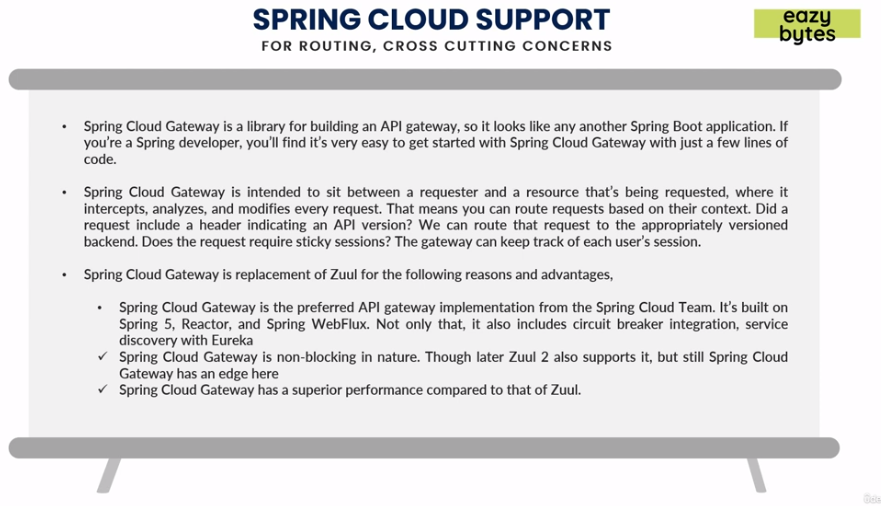 SPRING CLOUD SUPPORT
FOR ROUTING, CROSS CUTTING CONCERNS
eazy
bytes
• Spring Cloud Gateway is a library for building an API gateway, so it looks like any another Spring Boot application. If
you're a Spring developer, you'll find it's very easy to get started with Spring Cloud Gateway with just a few lines of
code.
• Spring Cloud Gateway is intended to sit between a requester and a resource that's being requested, where it
intercepts, analyzes, and modifies every request. That means you can route requests based on their context. Did a
request include a header indicating an API version? We can route that request to the appropriately versioned
backend. Does the request require sticky sessions? The gateway can keep track of each user's session.
• Spring Cloud Gateway is replacement of Zuul for the following reasons and advantages,
• Spring Cloud Gateway is the preferred API gateway implementation from the Spring Cloud Team. It's built on
Spring 5, Reactor, and Spring WebFlux. Not only that, it also includes circuit breaker integration, service
discovery with Eureka
✓ Spring Cloud Gateway is non-blocking in nature. Though later Zuul 2 also supports it, but still Spring Cloud
Gateway has an edge here
✓ Spring Cloud Gateway has a superior performance compared to that of Zuul.